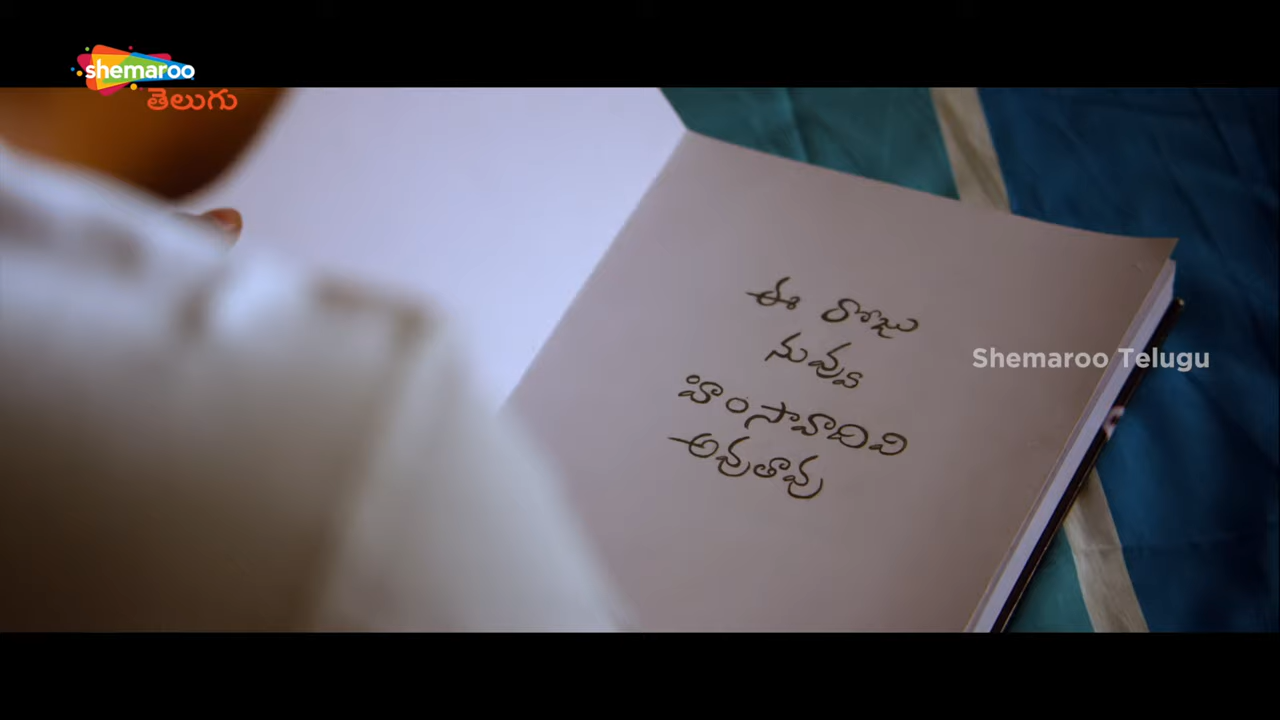 shemaroo
తెలుగు
ఈ రోజు
నువ్వు
హింసావాదివి
అవుతావు
Shemaroo Telugu